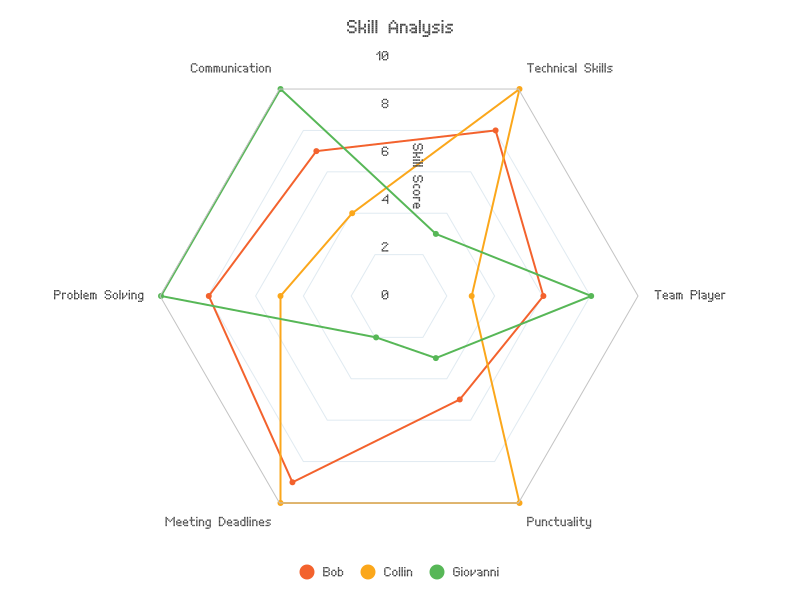 Skill Analysis
10
Communication
Technical Skills
8
6
Skill Score
4
2
Problem Solving
0
Team Player
Meeting Deadlines
Punctuality
Bob
Collin
Giovanni